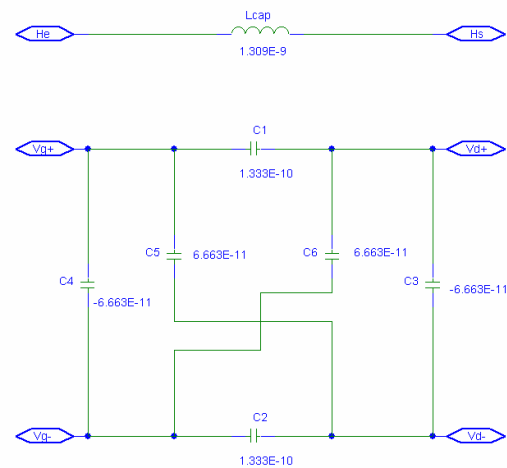 Lcap
He
Hs
1.309E-9
C1
Vg+
Vd+
1.333E-10
C5
6.663E-11
C6
6.663E-11
C4
C3
-6.663E-11
-6.663E-11
C2
Vg-
Vd-
1.333E-10